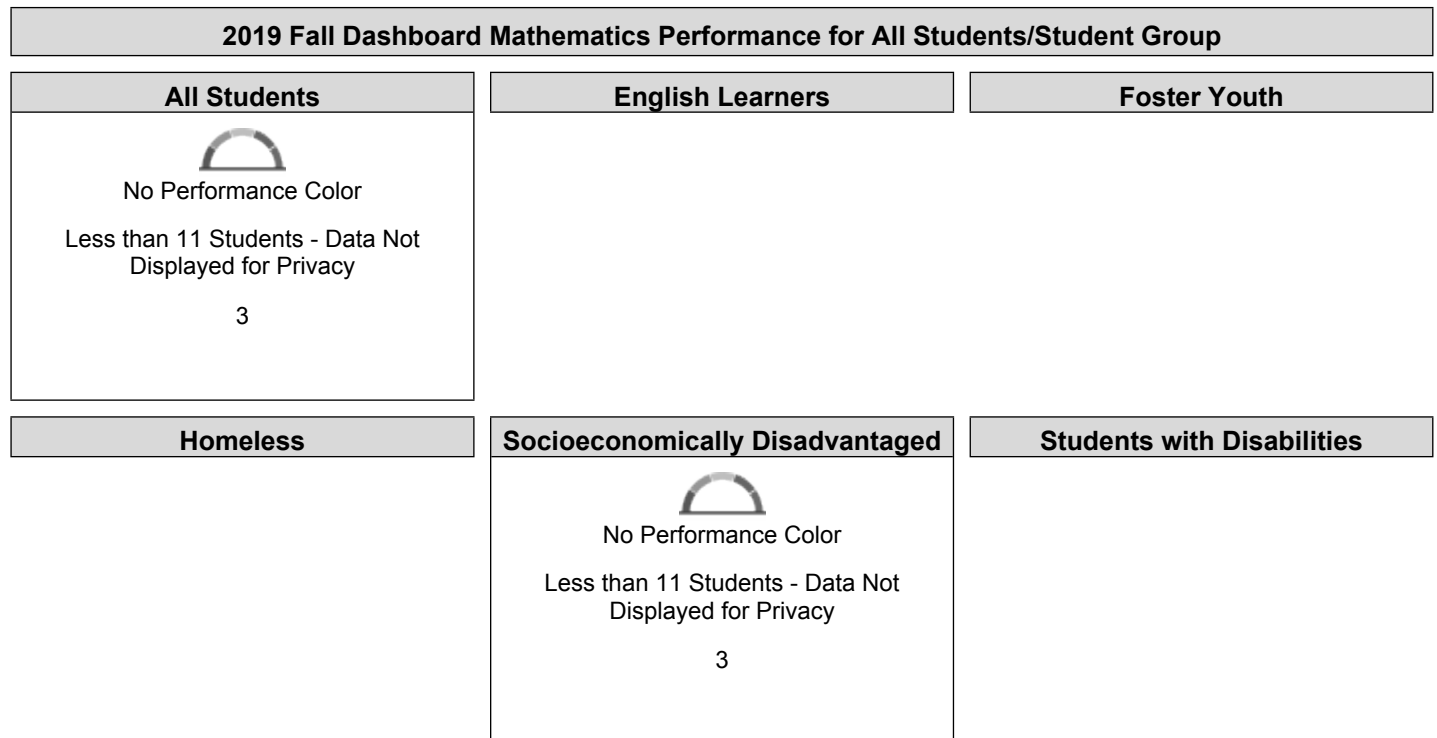 2019 Fall Dashboard Mathematics Performance for All Students/Student Group
All Students
English Learners
Foster Youth
No Performance Color
Less than 11 Students - Data Not
Displayed for Privacy
3
Homeless
Socioeconomically Disadvantaged
Students with Disabilities
No Performance Color
Less than 11 Students - Data Not
Displayed for Privacy
3